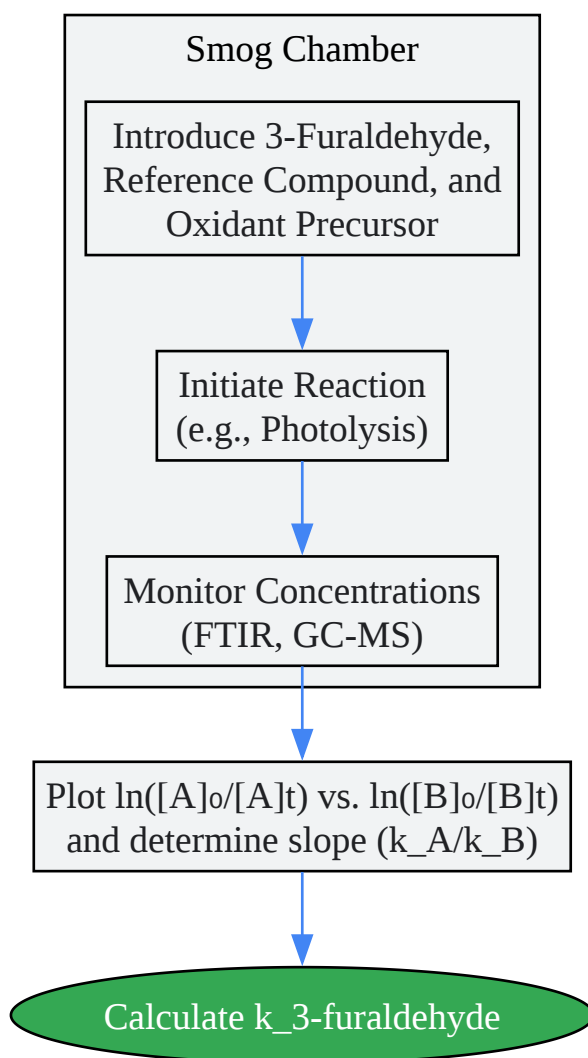 Smog Chamber
Introduce 3-Furaldehyde,
Reference Compound, and
Oxidant Precursor
Initiate Reaction
(e.g., Photolysis)
Monitor Concentrations
(FTIR, GC-MS)
Plot ln([A]₀/[A]t) vs. ln([B]₀/[B]t)
and determine slope (k_A/k_B)
Calculate k_3-furaldehyde